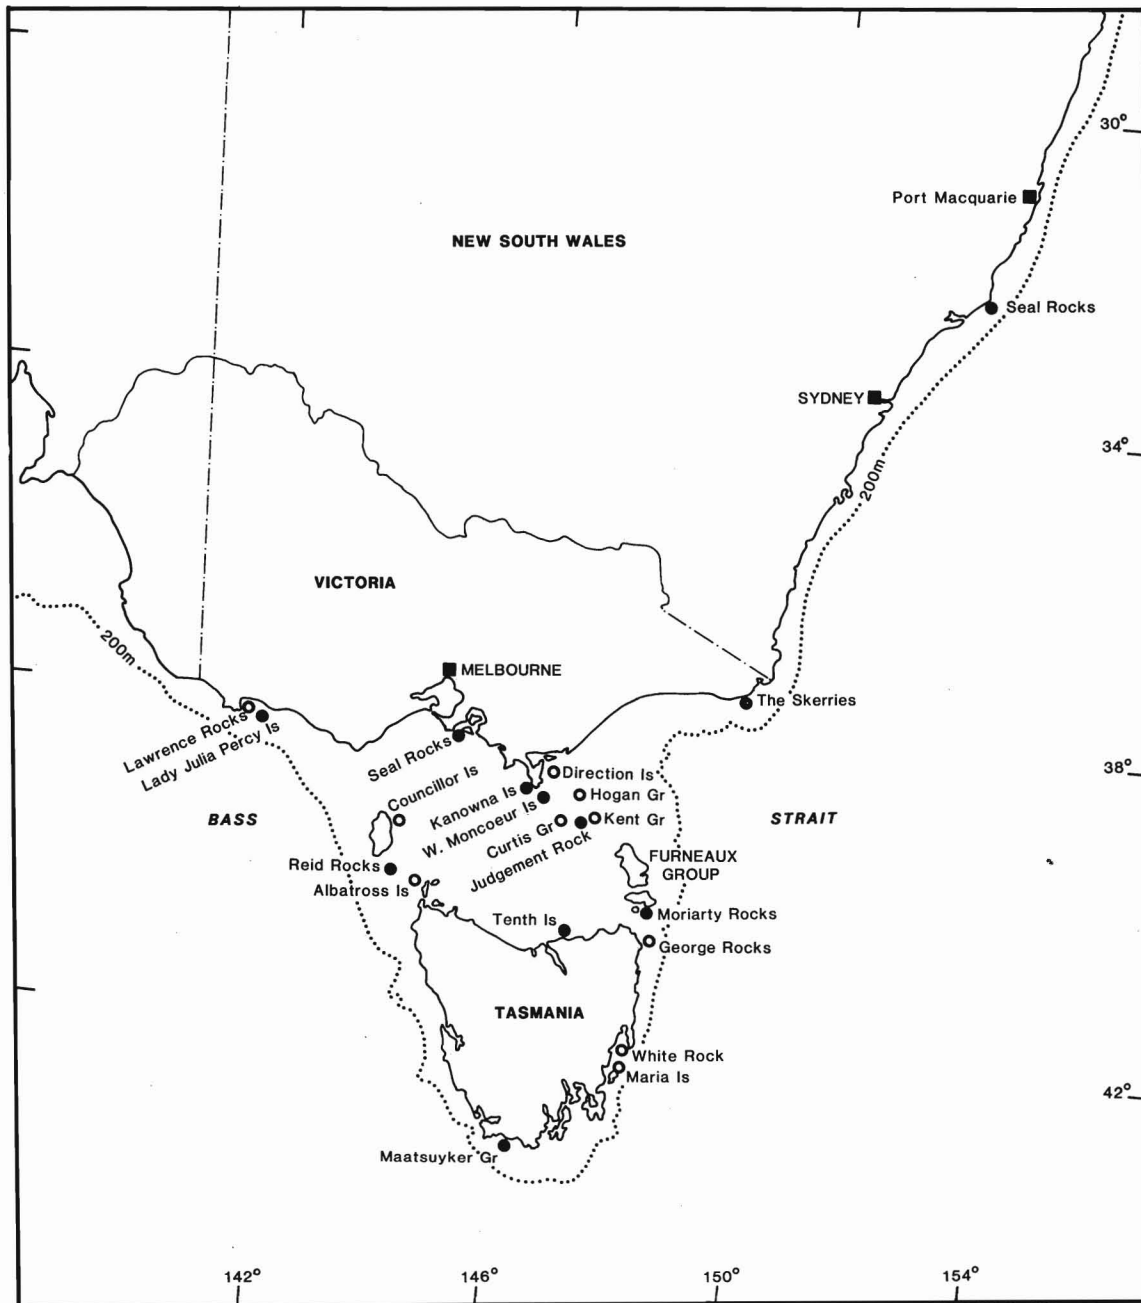 30°
Port Macquarie
NEW SOUTH WALES
Seal Rocks
SYDNEY
34°
200m
VICTORIA
200m
MELBOURNE
The Skerries
Lawrence Rocks
Lady Julia Percy Is
Seal Rocks
Councillor Is
Direction Is
38°
Kanowna Is
Hogan Gr
W. Moncoeur Is
BASS
Curtis Gr
Kent Gr
STRAIT
Judgement Rock
FURNEAUX
GROUP
Reid Rocks
Albatross Is
Tenth Is
Moriarty Rocks
George Rocks
TASMANIA
White Rock
Maria Is
42°
Maatsuyker Gr
142°
146°
150°
154°